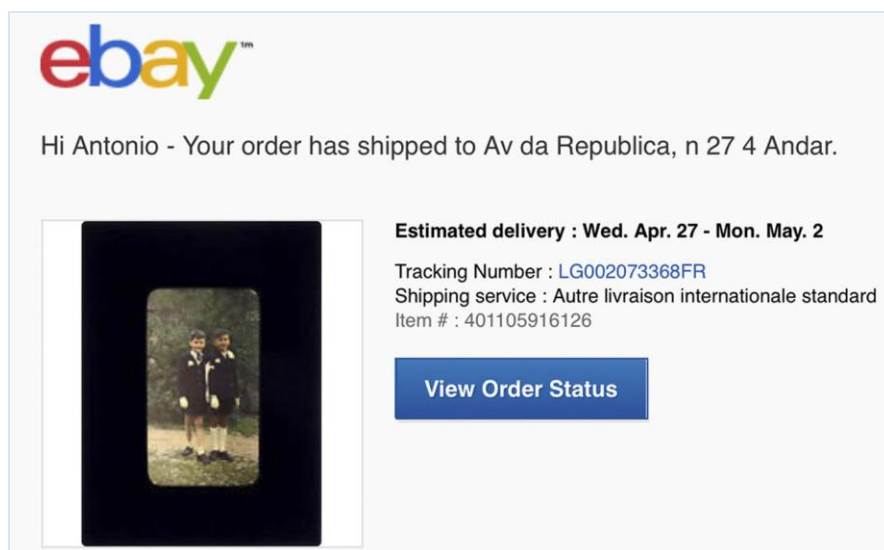 ebay™
Hi Antonio - Your order has shipped to Av da Republica, n 27 4 Andar.
Estimated delivery : Wed. Apr. 27 - Mon. May. 2
Tracking Number : LG002073368FR
Shipping service : Autre livraison internationale standard
Item # : 401105916126
View Order Status